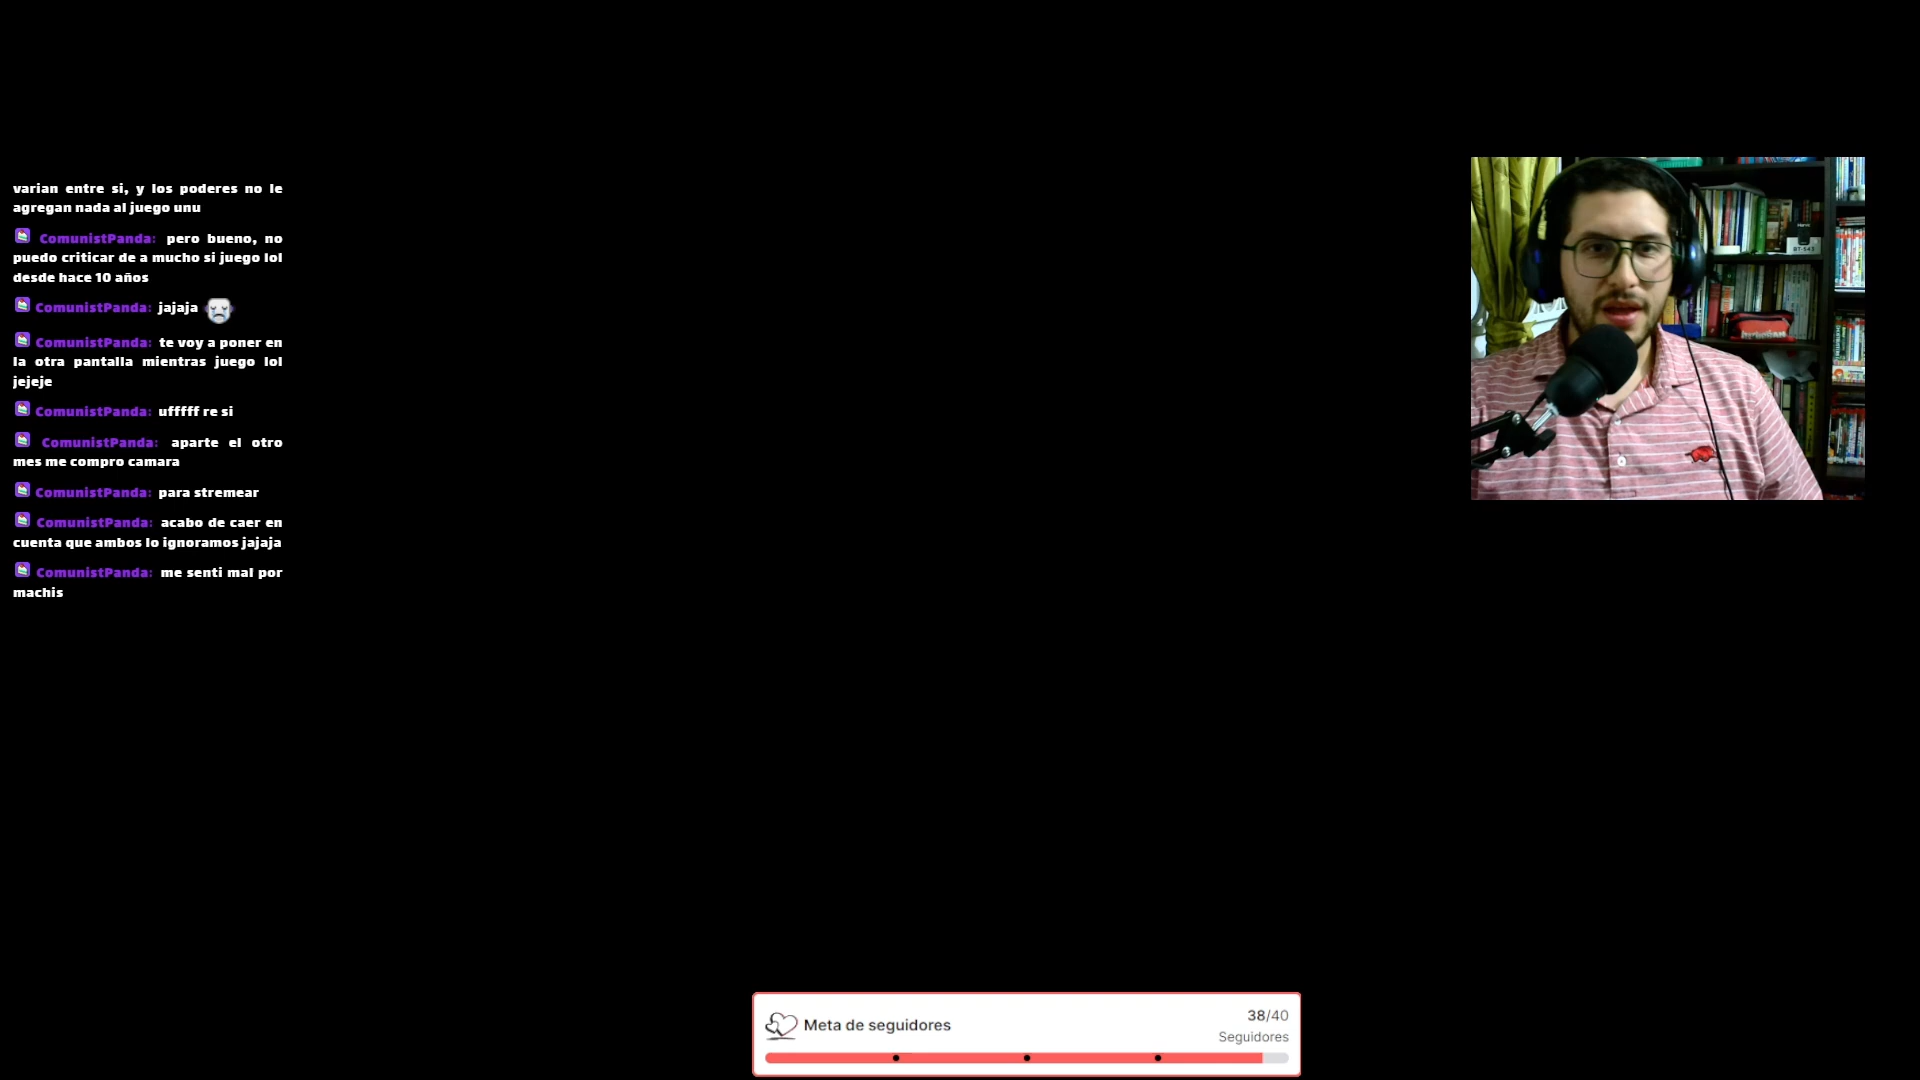 varian entre si, y los poderes no le
agregan nada al juego unu
ComunistPanda: pero bueno, no
puedo criticar de a mucho si juego lol
desde hace 10 años
ComunistPanda: jajaja
ComunistPanda: te voy a poner en
la otra pantalla mientras juego lol
jejeje
ComunistPanda: ufffff re si
ComunistPanda: aparte el otro
mes me compro camara
ComunistPanda: para stremear
ComunistPanda: acabo de caer en
cuenta que ambos lo ignoramos jajaja
ComunistPanda: me senti mal por
machis
Meta de seguidores
38/40
Seguidores